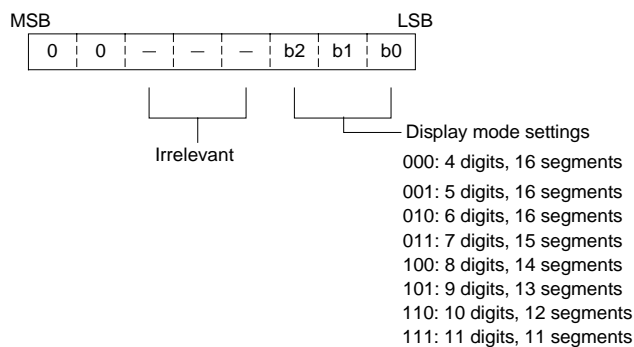 MSB LSB
0 0 – – – b2 b1 b0
Irrelevant
Display mode settings
000: 4 digits, 16 segments
001: 5 digits, 16 segments
010: 6 digits, 16 segments
011: 7 digits, 15 segments
100: 8 digits, 14 segments
101: 9 digits, 13 segments
110: 10 digits, 12 segments
111: 11 digits, 11 segments